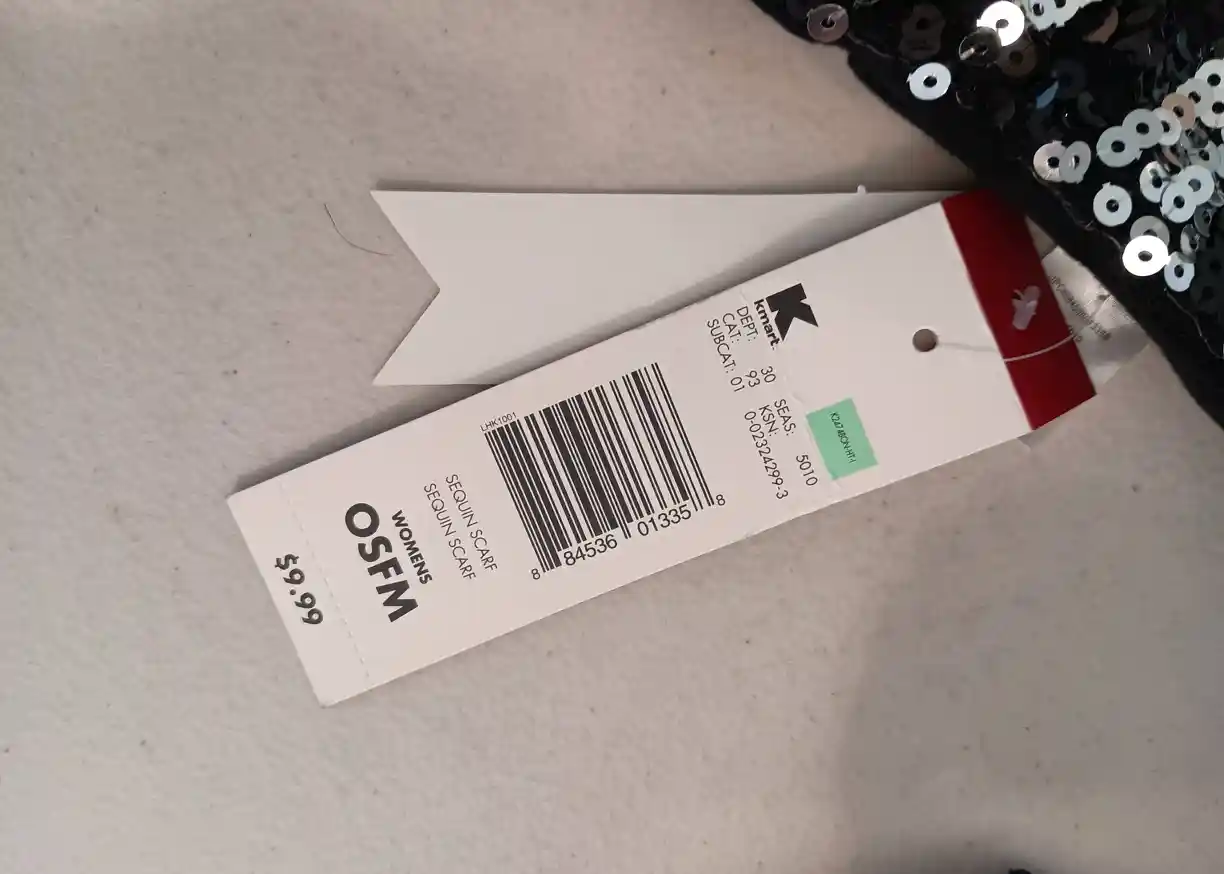 K
kmart.
DEPT: 30 SEAS: 5010
CAT: 93 KSN:
SUBCAT: 01 0-02324299-3
LHK1001
8 84536 01335 8
SEQUIN SCARF
SEQUIN SCARF
WOMENS
OSFM
$9.99